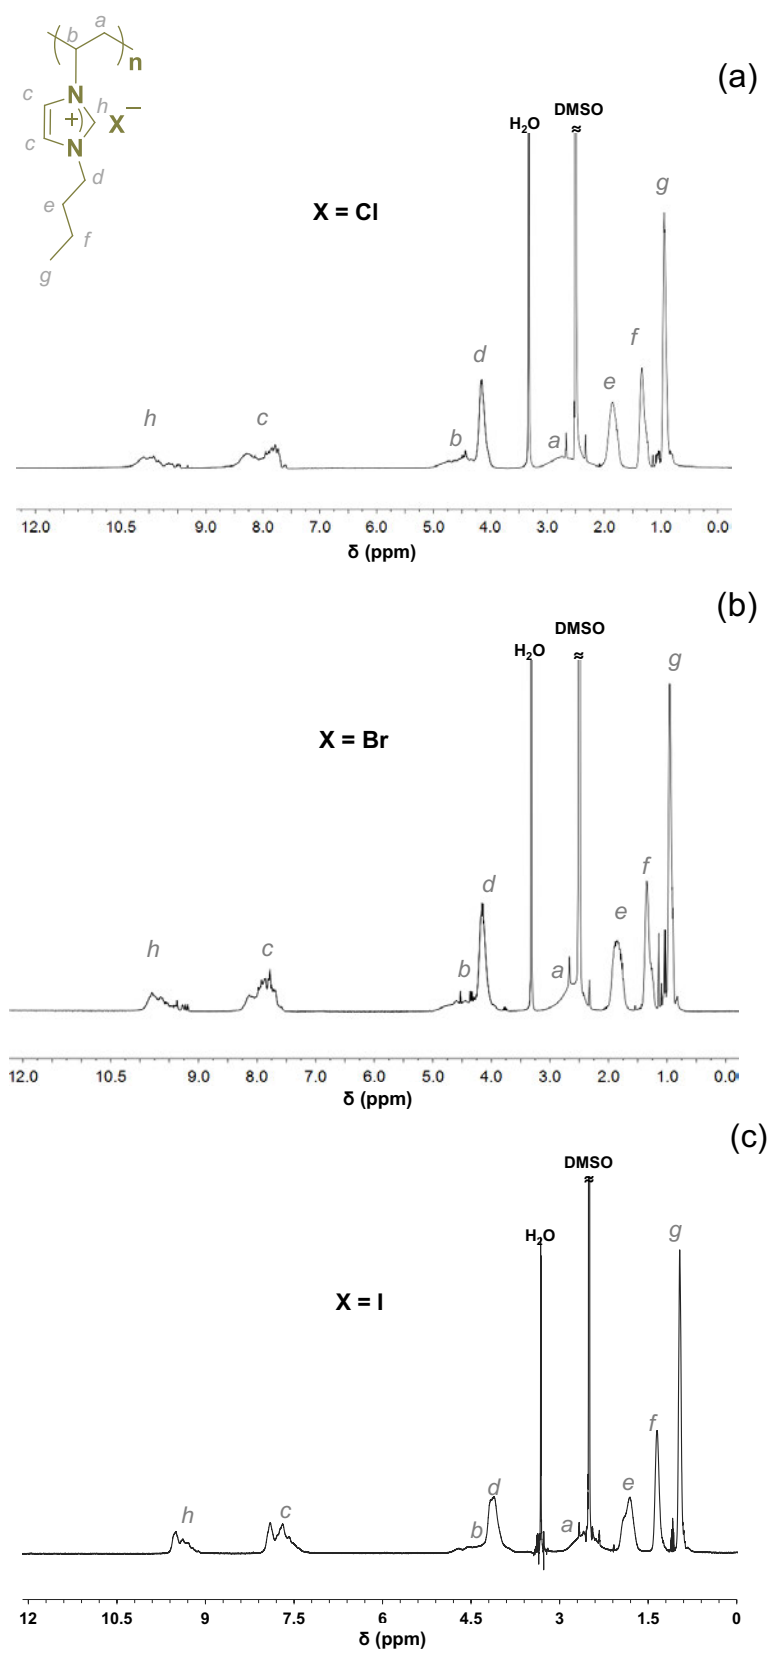 a
b
n
N
c
h
+
X−
c
N
d
e
f
g
(a)
DMSO
≈
H2O
g
X = Cl
d
f
e
h
c
b
a
12.0 10.5 9.0 8.0 7.0 6.0 5.0 4.0 3.0 2.0 1.0 0.0
δ (ppm)
(b)
DMSO
≈
H2O
g
X = Br
d
f
e
h
c
b
a
12.0 10.5 9.0 8.0 7.0 6.0 5.0 4.0 3.0 2.0 1.0 0.0
δ (ppm)
(c)
DMSO
≈
H2O
g
X = I
f
d
e
h
c
b
a
12 10.5 9 7.5 6 4.5 3 1.5 0
δ (ppm)